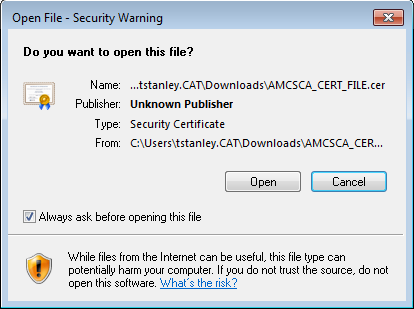 Open File - Security Warning
Do you want to open this file?
Name: ...tstanley.CAT\Downloads\AMCSCA_CERT_FILE.cer
Publisher: Unknown Publisher
Type: Security Certificate
From: C:\Users\tstanley.CAT\Downloads\AMCSCA_CER...
Open Cancel
Always ask before opening this file
While files from the Internet can be useful, this file type can
potentially harm your computer. If you do not trust the source, do not
open this software. What's the risk?